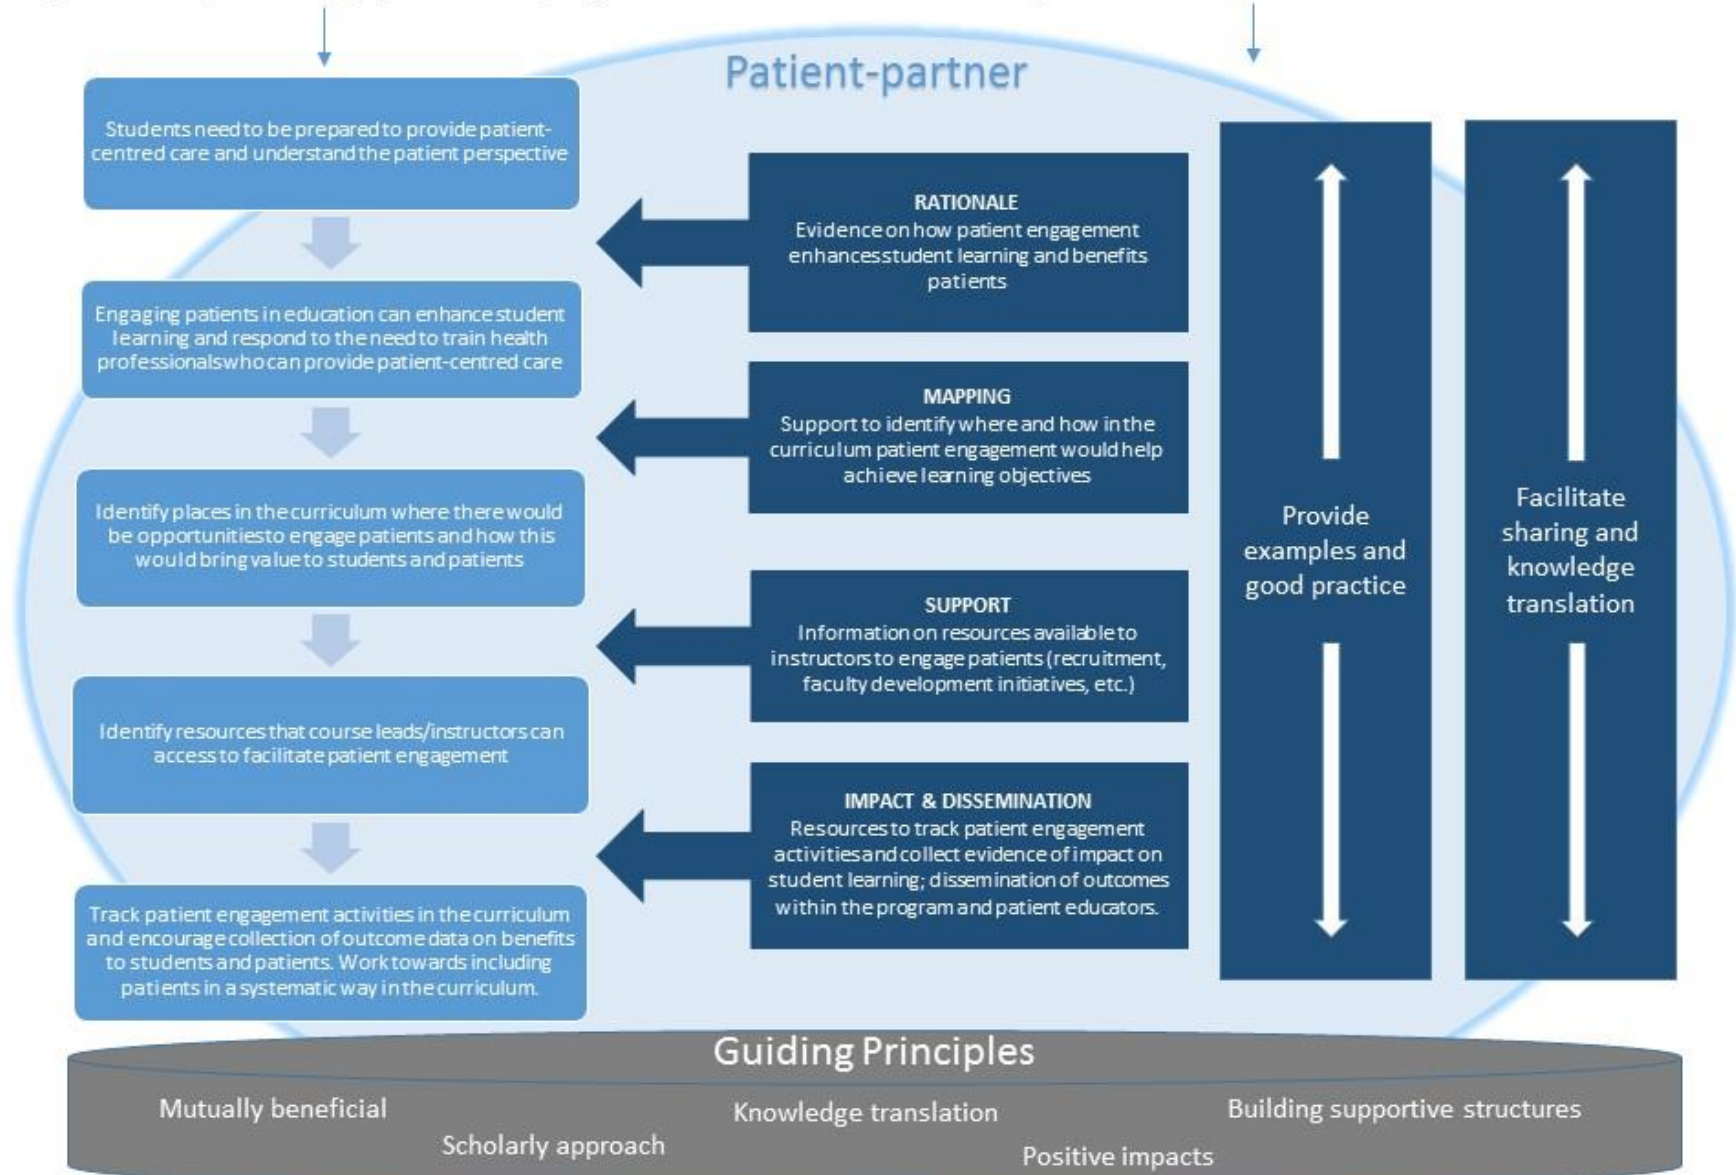 Patient-partner
Students need to be prepared to provide patient-
centred care and understand the patient perspective
Engaging patients in education can enhance student
learning and respond to the need to train health
professionals who can provide patient-centred care
Identify places in the curriculum where there would
be opportunities to engage patients and how this
would bring value to students and patients
Identify resources that course leads/instructors can
access to facilitate patient engagement
Track patient engagement activities in the curriculum
and encourage collection of outcome data on benefits
to students and patients. Work towards including
patients in a systematic way in the curriculum.
RATIONALE
Evidence on how patient engagement
enhances student learning and benefits
patients
MAPPING
Support to identify where and how in the
curriculum patient engagement would help
achieve learning objectives
SUPPORT
Information on resources available to
instructors to engage patients (recruitment,
faculty development initiatives, etc.)
IMPACT & DISSEMINATION
Resources to track patient engagement
activities and collect evidence of impact on
student learning; dissemination of outcomes
within the program and patient educators.
Provide
examples and
good practice
Facilitate
sharing and
knowledge
translation
Guiding Principles
Mutually beneficial
Scholarly approach
Knowledge translation
Positive impacts
Building supportive structures